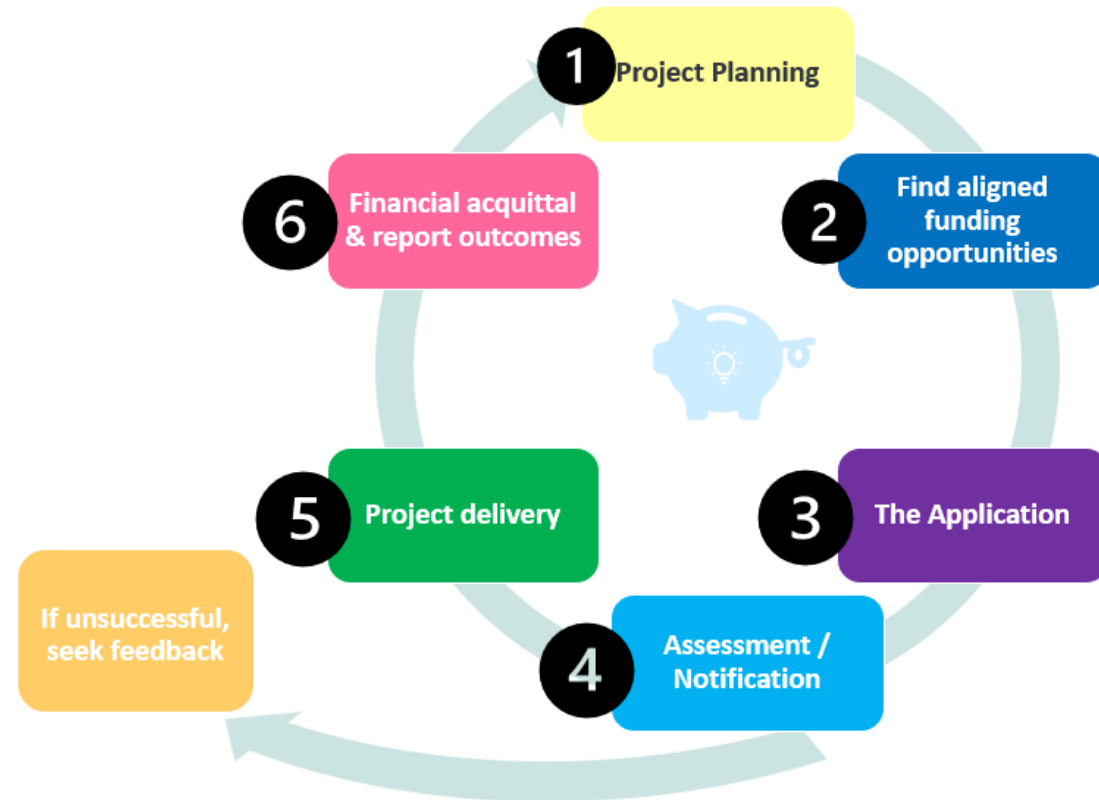 1
Project Planning
2
Find aligned
funding
opportunities
3
The Application
4
Assessment /
Notification
5
Project delivery
6
Financial acquittal
& report outcomes
If unsuccessful,
seek feedback